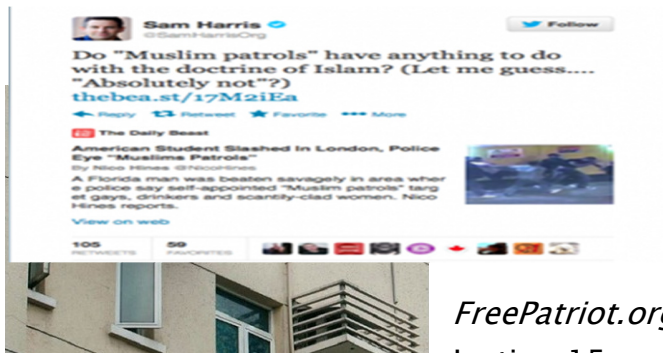 Sam Harris
@SamHarrisOrg
Follow
Do "Muslim patrols" have anything to do
with the doctrine of Islam? (Let me guess....
"Absolutely not"?)
thebea.st/17M2iEa
Reply Retweet Favorite More
The Daily Beast
American Student Slashed In London, Police
Eye "Muslims Patrols"
By Nico Hines @NicoHines
A Florida man was beaten savagely in area wher
e police say self-appointed "Muslim patrols" targ
et gays, drinkers and scantily-clad women. Nico
Hines reports.
View on web
105
RETWEETS
59
FAVORITES
FreePatriot.org